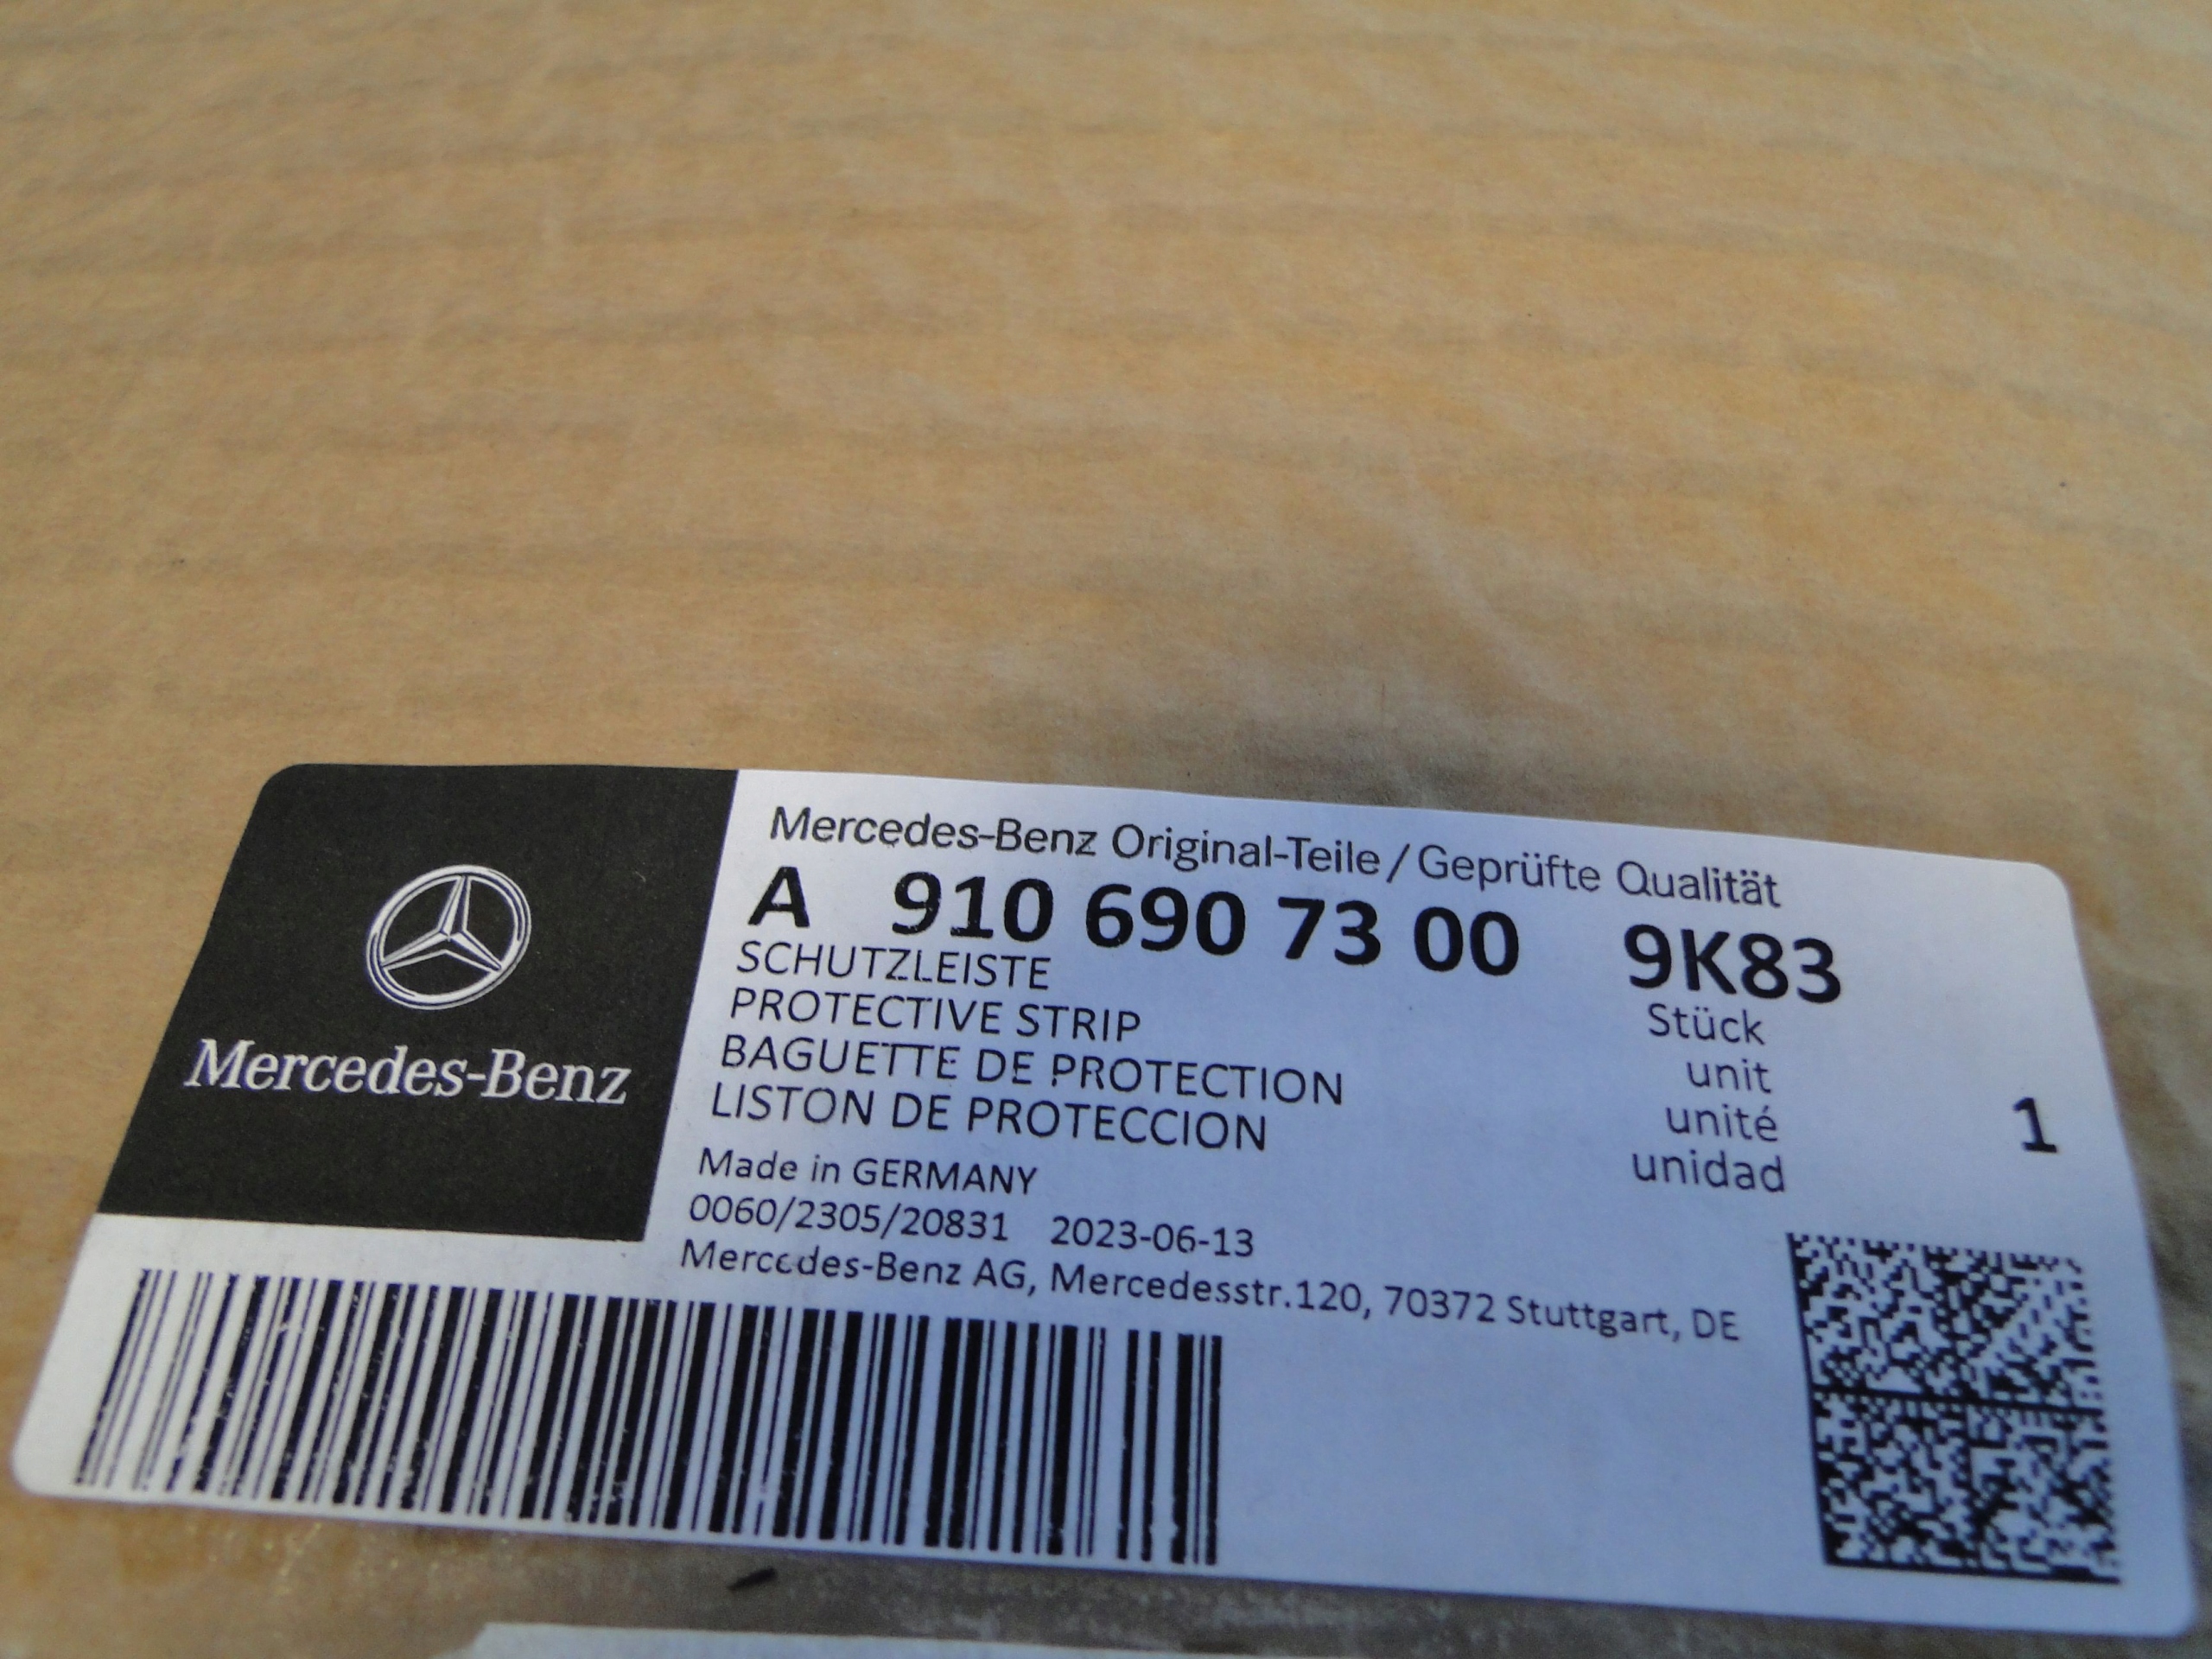 Mercedes-Benz
Mercedes-Benz Original-Teile / Geprüfte Qualität
A 910 690 73 00 9K83
SCHUTZLEISTE
PROTECTIVE STRIP
BAGUETTE DE PROTECTION
LISTON DE PROTECCION
Stück
unit
unité
unidad
1
Made in GERMANY
0060/2305/20831 2023-06-13
Mercedes-Benz AG, Mercedesstr.120, 70372 Stuttgart, DE